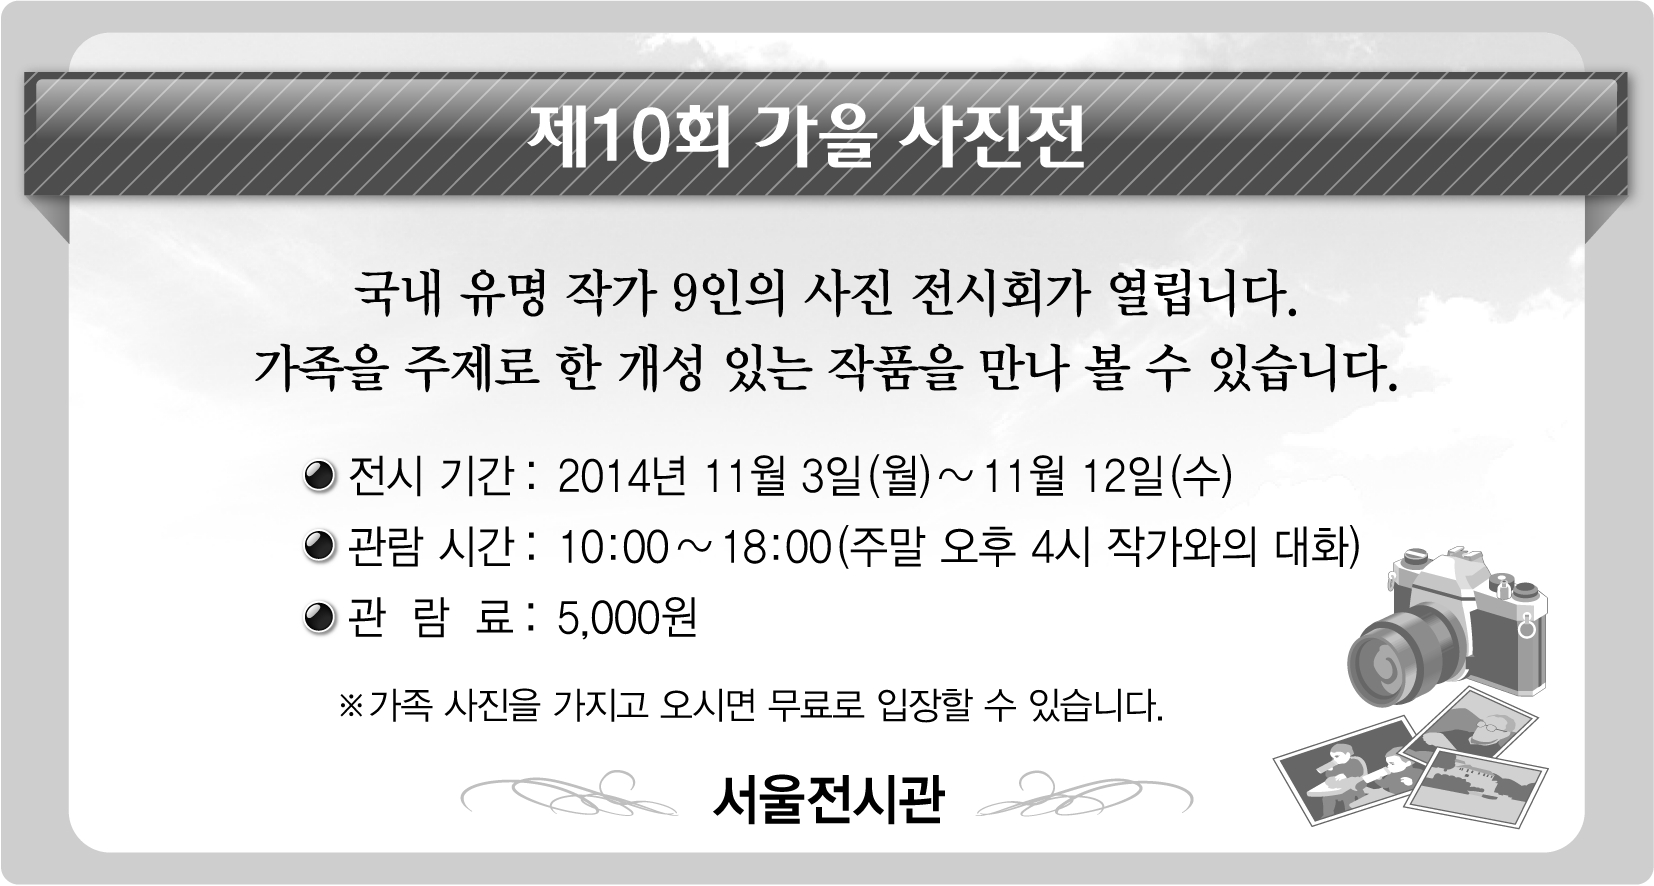 제10회 가을 사진전
국내 유명 작가 9인의 사진 전시회가 열립니다.
가족을 주제로 한 개성 있는 작품을 만나 볼 수 있습니다.
전시 기간 : 2014년 11월 3일(월)～11월 12일(수)
관람 시간 : 10:00～18:00(주말 오후 4시 작가와의 대화)
관 람 료 : 5,000원
※가족 사진을 가지고 오시면 무료로 입장할 수 있습니다.
서울전시관